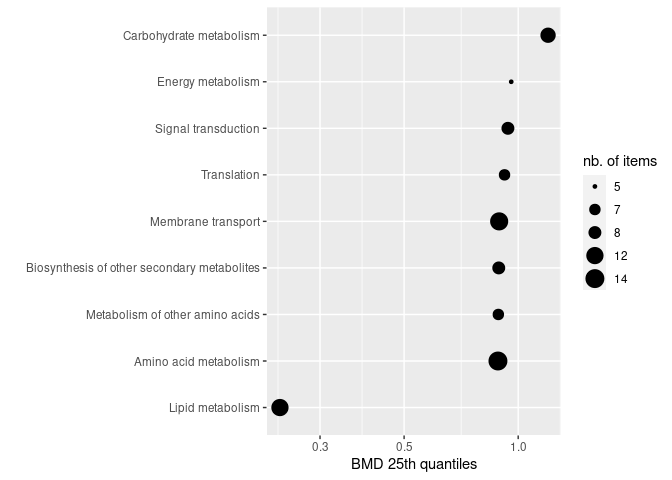 Carbohydrate metabolism
Energy metabolism
Signal transduction
Translation
Membrane transport
Biosynthesis of other secondary metabolites
Metabolism of other amino acids
Amino acid metabolism
Lipid metabolism
0.3 0.5 1.0
BMD 25th quantiles
nb. of items
5
7
8
12
14